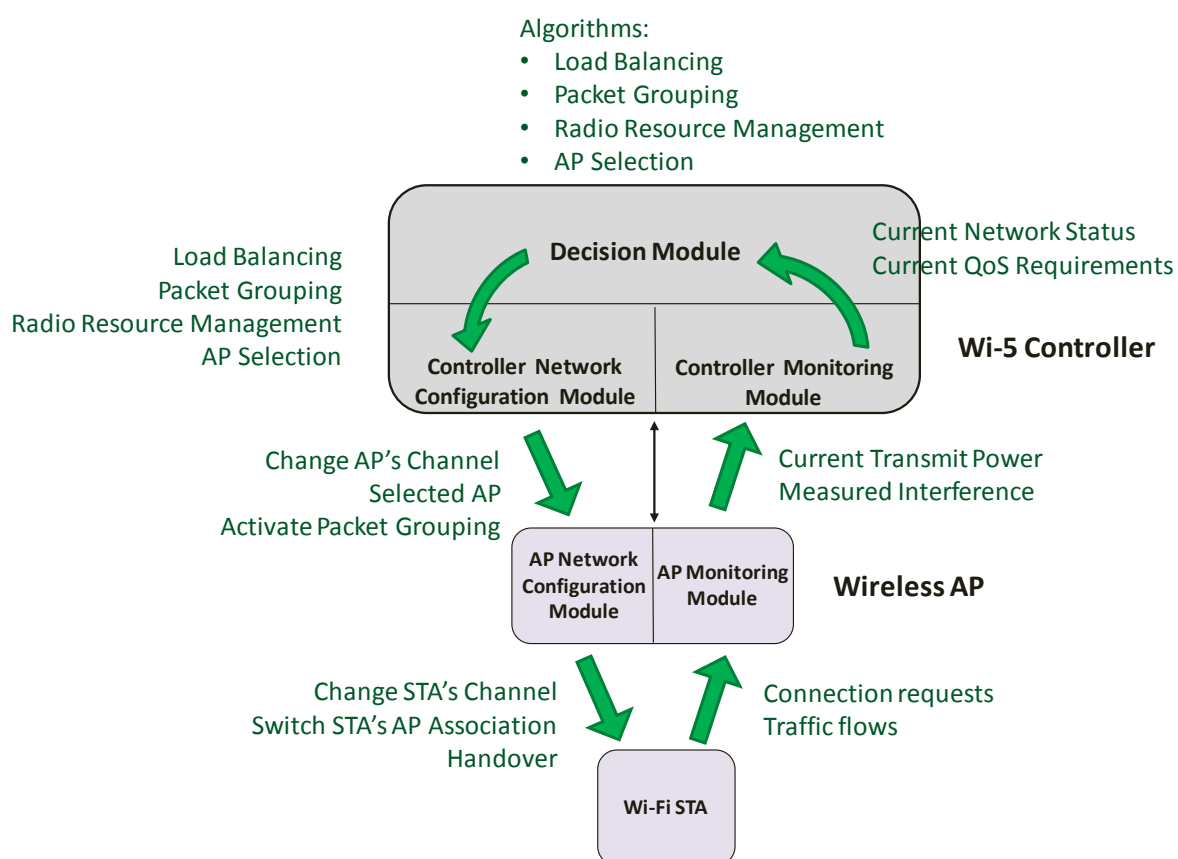 Algorithms:
• Load Balancing
• Packet Grouping
• Radio Resource Management
• AP Selection
Load Balancing
Packet Grouping
Radio Resource Management
AP Selection
Decision Module
Current Network Status
Current QoS Requirements
Controller Network
Configuration Module
Controller Monitoring
Module
Wi-5 Controller
Change AP's Channel
Selected AP
Activate Packet Grouping
Current Transmit Power
Measured Interference
AP Network
Configuration
Module
AP Monitoring
Module
Wireless AP
Change STA's Channel
Switch STA's AP Association
Handover
Connection requests
Traffic flows
Wi-Fi STA